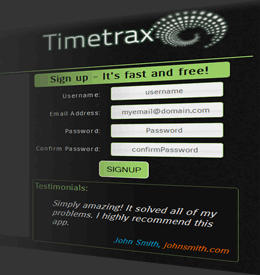 Timetrax
Sign up - It's fast and free!
Username: username
Email Address: myemail@domain.com
Password: Password
Confirm Password: confirmPassword
SIGNUP
Testimonials:
Simply amazing! It solved all of my
problems. I highly recommend this
app.
John Smith, johnsmith.com